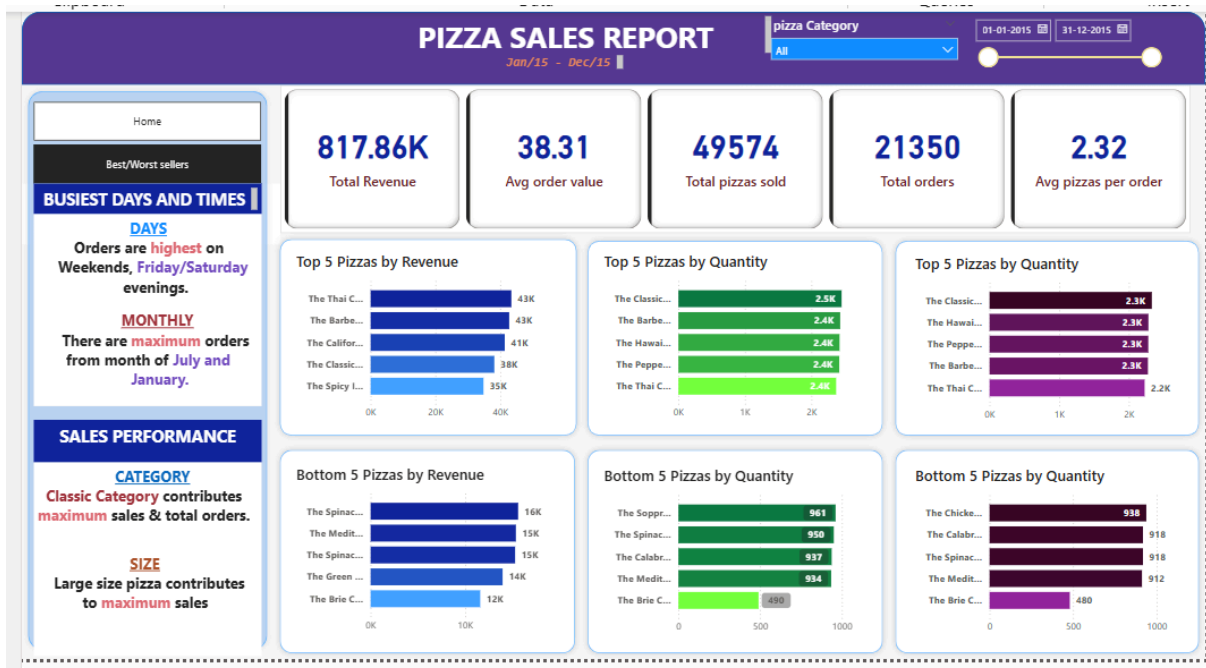 Clipboard
Data
Queries
Insert
PIZZA SALES REPORT
Jan/15 - Dec/15
pizza Category
All
01-01-2015
31-12-2015
Home
Best/Worst sellers
BUSIEST DAYS AND TIMES
DAYS
Orders are highest on
Weekends, Friday/Saturday
evenings.
MONTHLY
There are maximum orders
from month of July and
January.
SALES PERFORMANCE
CATEGORY
Classic Category contributes
maximum sales & total orders.
SIZE
Large size pizza contributes
to maximum sales
817.86K
Total Revenue
38.31
Avg order value
49574
Total pizzas sold
21350
Total orders
2.32
Avg pizzas per order
Top 5 Pizzas by Revenue
The Thai C... 43K
The Barbe... 43K
The Califor... 41K
The Classic... 38K
The Spicy I... 35K
0K 20K 40K
Top 5 Pizzas by Quantity
The Classic... 2.5K
The Barbe... 2.4K
The Hawai... 2.4K
The Peppe... 2.4K
The Thai C... 2.4K
0K 1K 2K
Top 5 Pizzas by Quantity
The Classic... 2.3K
The Hawai... 2.3K
The Peppe... 2.3K
The Barbe... 2.3K
The Thai C... 2.2K
0K 1K 2K
Bottom 5 Pizzas by Revenue
The Spinac... 16K
The Medit... 15K
The Spinac... 15K
The Green ... 14K
The Brie C... 12K
0K 10K
Bottom 5 Pizzas by Quantity
The Soppr... 961
The Spinac... 950
The Calabr... 937
The Medit... 934
The Brie C... 490
0 500 1000
Bottom 5 Pizzas by Quantity
The Chicke... 938
The Calabr... 918
The Spinac... 918
The Medit... 912
The Brie C... 480
0 500 1000